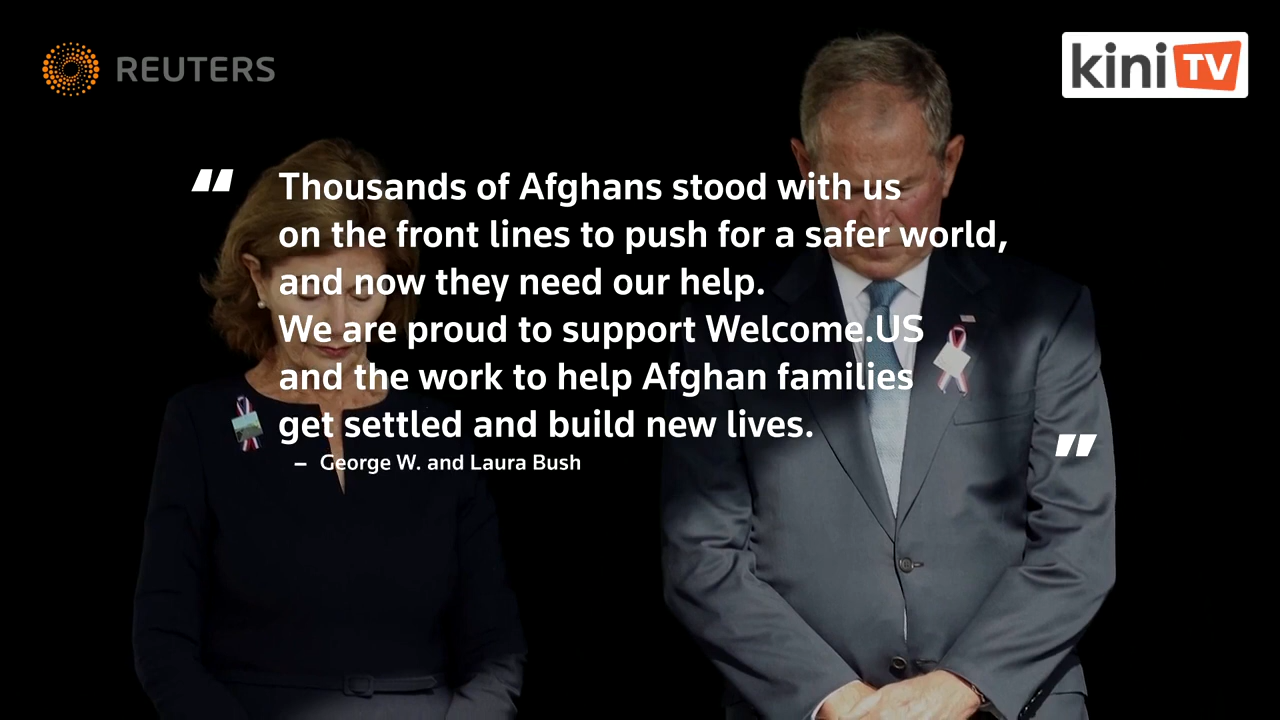 REUTERS
kini TV
“ Thousands of Afghans stood with us
on the front lines to push for a safer world,
and now they need our help.
We are proud to support Welcome.US
and the work to help Afghan families
get settled and build new lives. ”
– George W. and Laura Bush